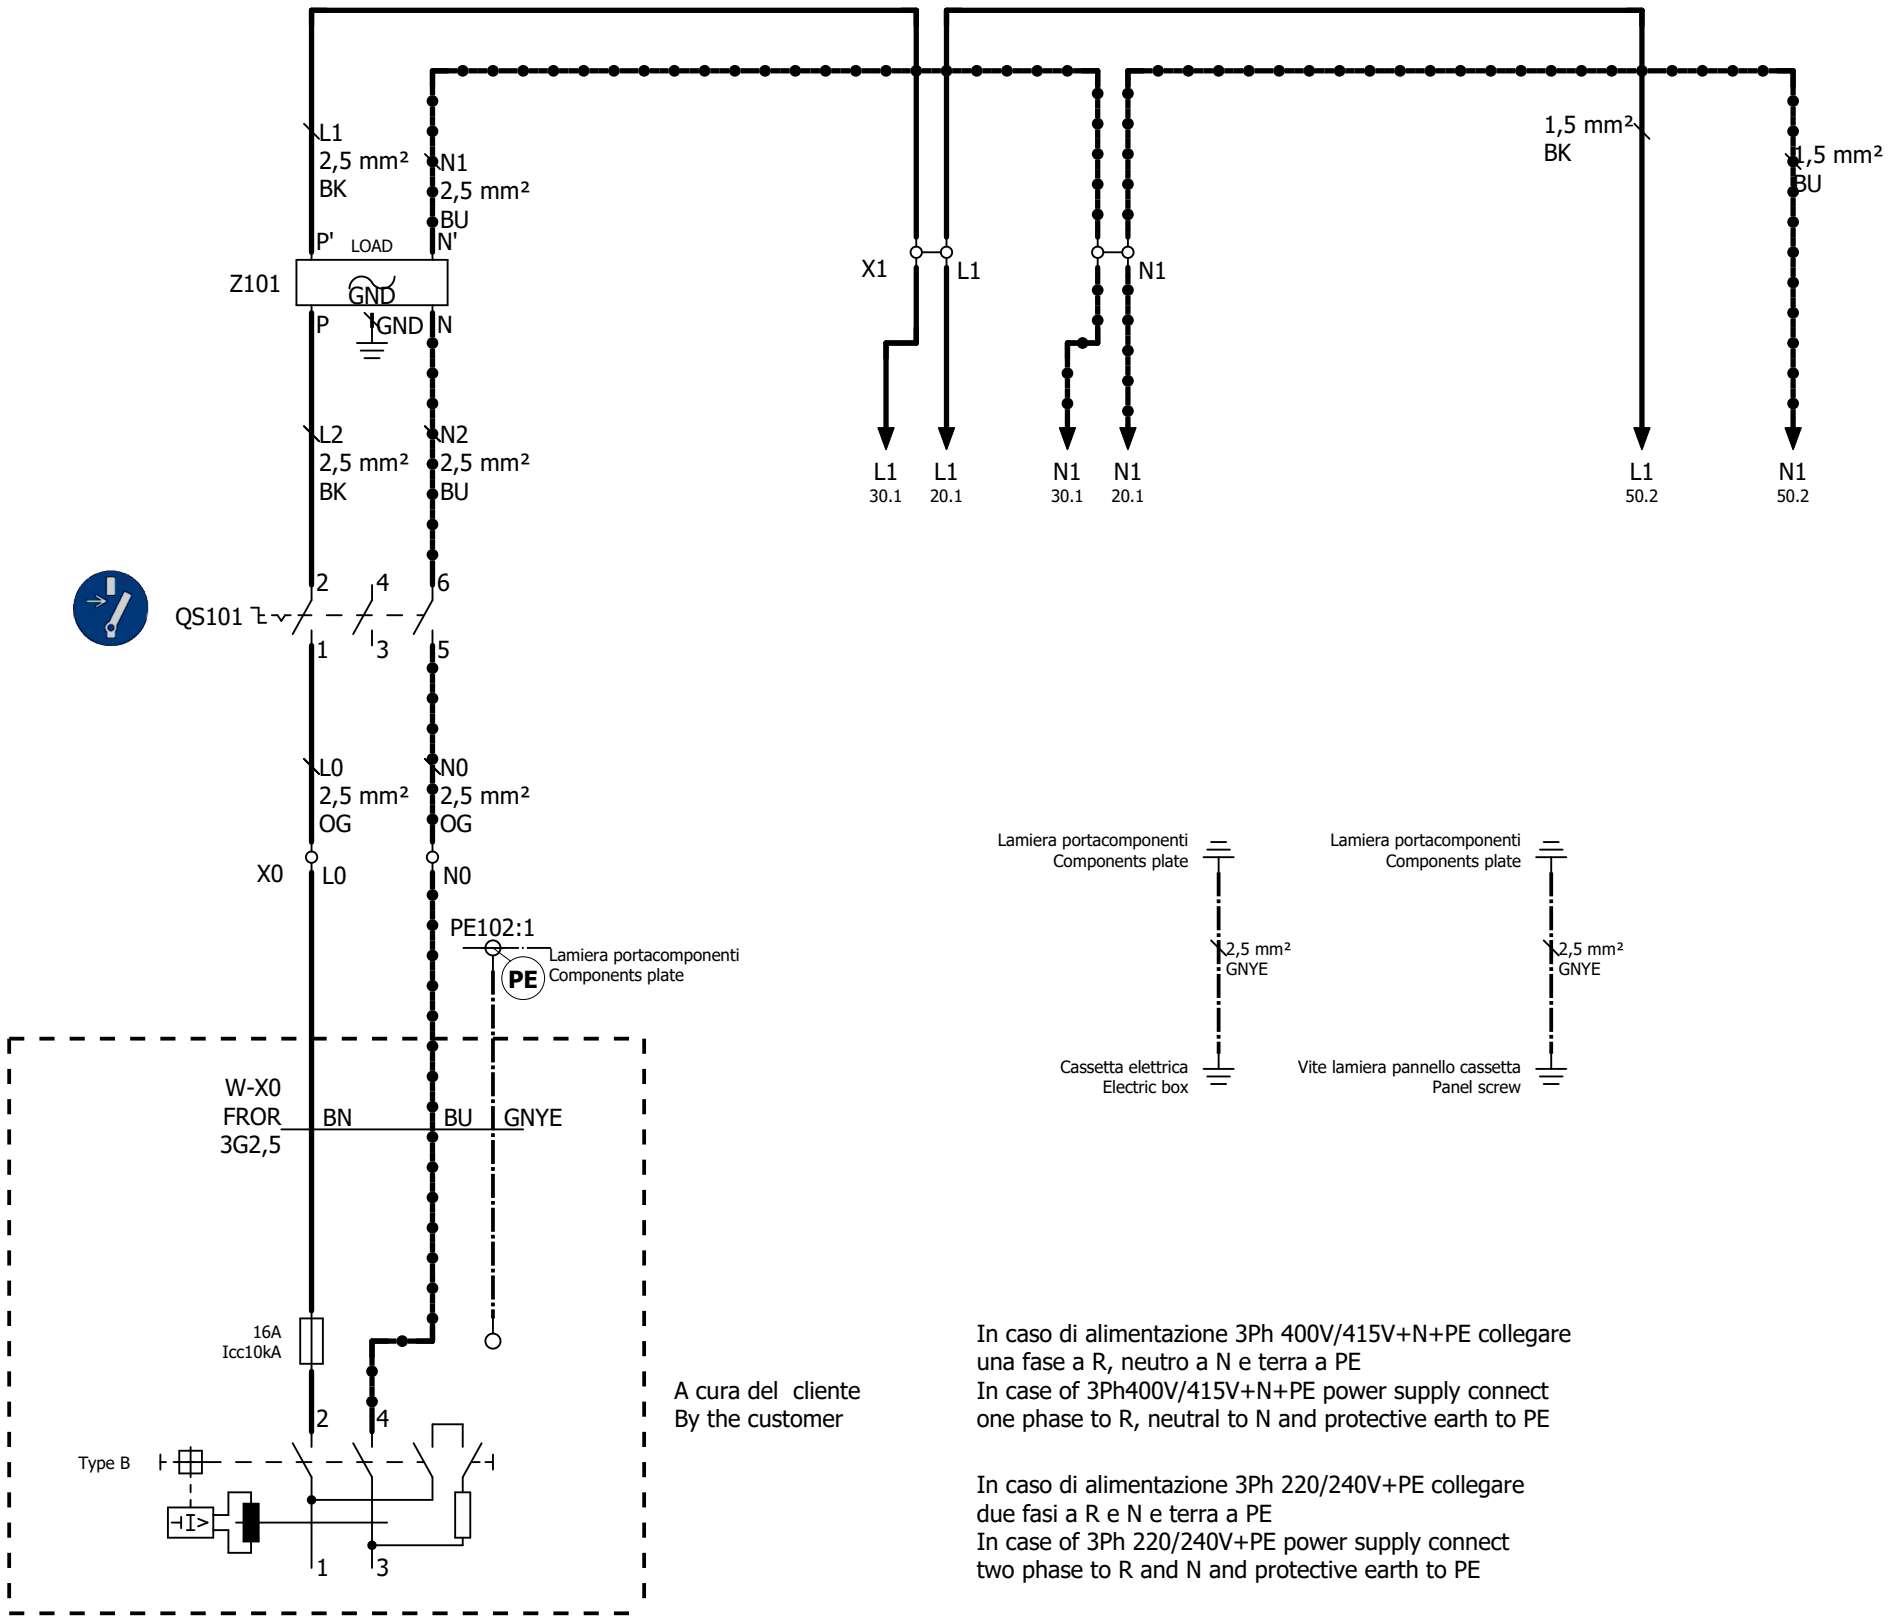 L1
2,5 mm²
BK
N1
2,5 mm²
BU
1,5 mm²
BK
1,5 mm²
BU
P'
LOAD
N'
Z101
GND
P
GND
N
X1
L1
N1
L2
2,5 mm²
BK
N2
2,5 mm²
BU
L1
30.1
L1
20.1
N1
30.1
N1
20.1
L1
50.2
N1
50.2
2
4
6
QS101
1
3
5
L0
2,5 mm²
OG
N0
2,5 mm²
OG
X0
L0
N0
PE102:1
PE
Lamiera portacomponenti
Components plate
Lamiera portacomponenti
Components plate
2,5 mm²
GNYE
Cassetta elettrica
Electric box
Lamiera portacomponenti
Components plate
2,5 mm²
GNYE
Vite lamiera pannello cassetta
Panel screw
W-X0
FROR
3G2,5
BN
BU
GNYE
16A
Icc10kA
2
4
Type B
I>
1
3
A cura del cliente
By the customer
In caso di alimentazione 3Ph 400V/415V+N+PE collegare
una fase a R, neutro a N e terra a PE
In case of 3Ph400V/415V+N+PE power supply connect
one phase to R, neutral to N and protective earth to PE
In caso di alimentazione 3Ph 220/240V+PE collegare
due fasi a R e N e terra a PE
In case of 3Ph 220/240V+PE power supply connect
two phase to R and N and protective earth to PE